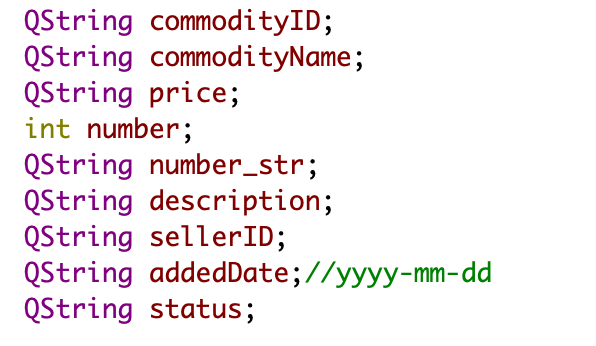 QString commodityID;
QString commodityName;
QString price;
int number;
QString number_str;
QString description;
QString sellerID;
QString addedDate;//yyyy-mm-dd
QString status;